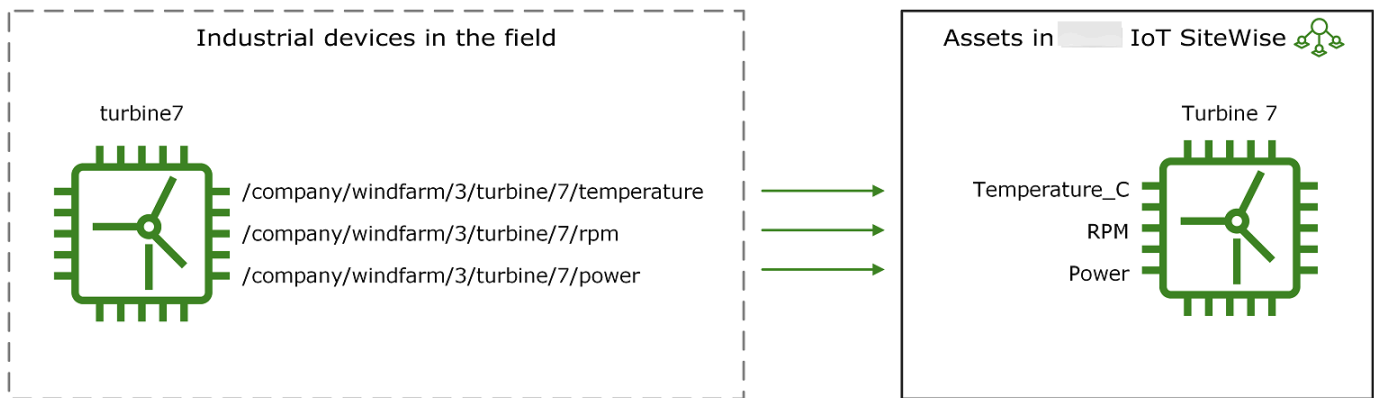 Industrial devices in the field
turbine7
/company/windfarm/3/turbine/7/temperature
/company/windfarm/3/turbine/7/rpm
/company/windfarm/3/turbine/7/power
Assets in IoT SiteWise
Turbine 7
Temperature_C
RPM
Power